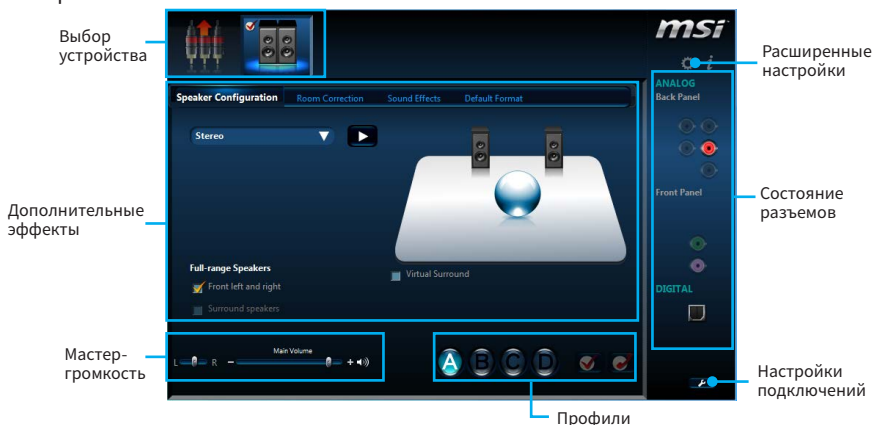 Выбор
устройства
msi
Расширенные
настройки
ANALOG
Back Panel
Speaker Configuration
Room Correction
Sound Effects
Default Format
Stereo
Front Panel
Состояние
разъемов
Дополнительные
эффекты
Full-range Speakers
Front left and right
Virtual Surround
Surround speakers
DIGITAL
Мастер-
громкость
Main Volume
L
R
-
+
A
B
C
D
Настройки
подключений
Профили